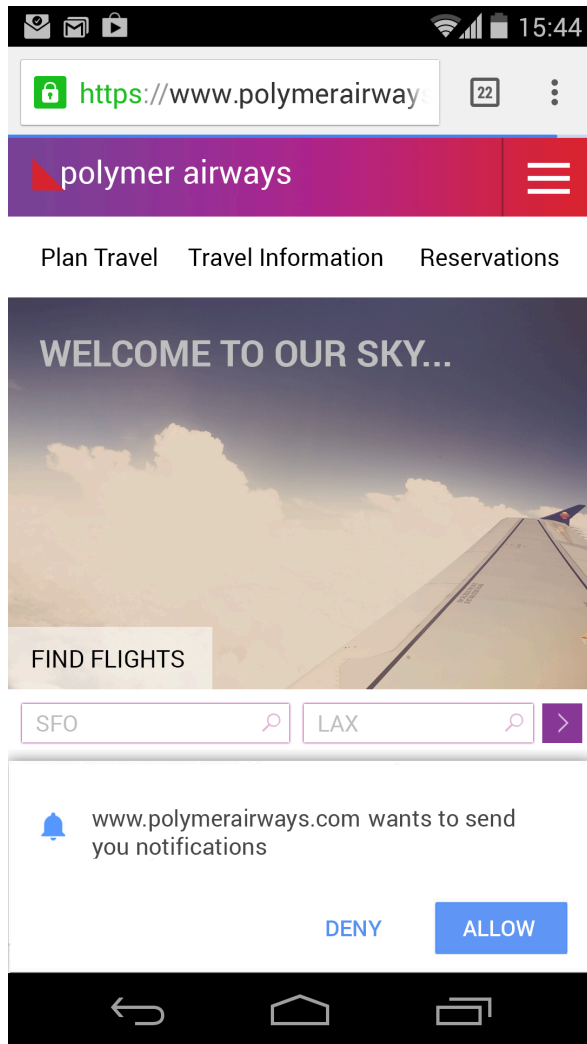 15:44
https://www.polymerairways
22
polymer airways
Plan Travel Travel Information Reservations
WELCOME TO OUR SKY...
FIND FLIGHTS
SFO LAX
www.polymerairways.com wants to send
you notifications
DENY ALLOW